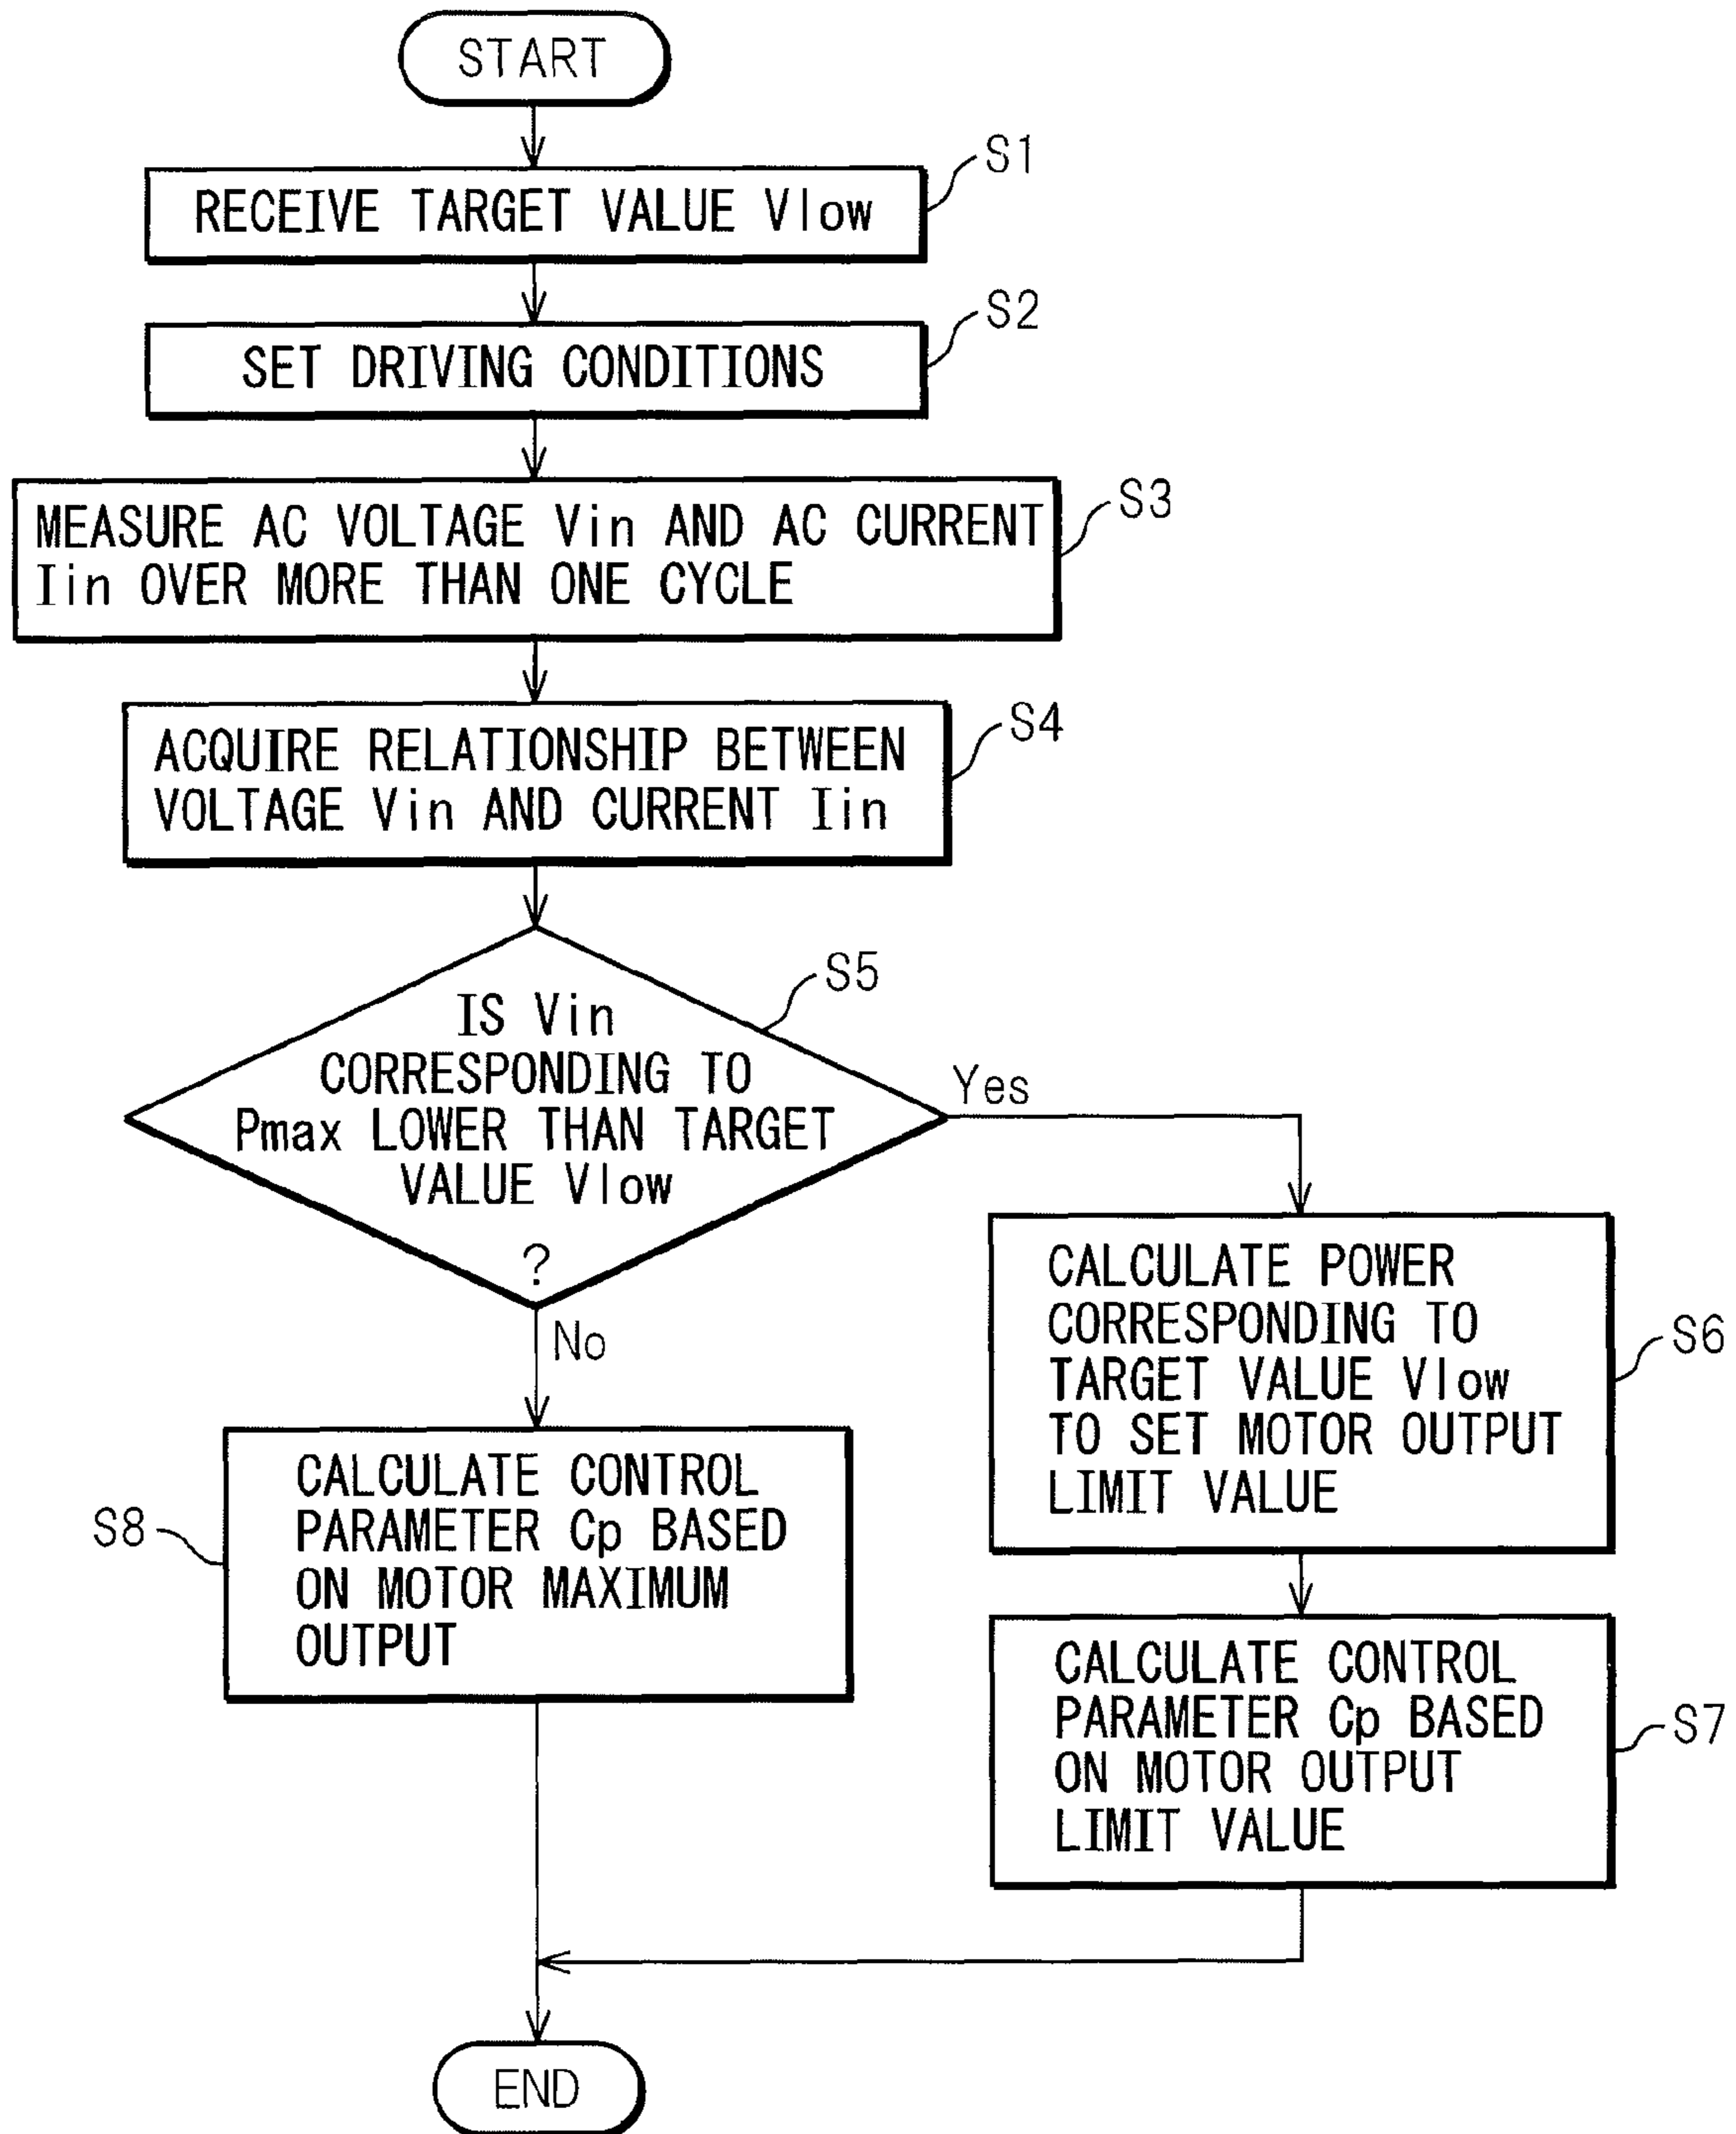 START
S1
RECEIVE TARGET VALUE Vlow
S2
SET DRIVING CONDITIONS
S3
MEASURE AC VOLTAGE Vin AND AC CURRENT
Iin OVER MORE THAN ONE CYCLE
S4
ACQUIRE RELATIONSHIP BETWEEN
VOLTAGE Vin AND CURRENT Iin
S5
IS Vin
CORRESPONDING TO
Pmax LOWER THAN TARGET
VALUE Vlow
?
Yes
No
CALCULATE POWER
CORRESPONDING TO
TARGET VALUE Vlow
TO SET MOTOR OUTPUT
LIMIT VALUE
S6
CALCULATE CONTROL
PARAMETER Cp BASED
ON MOTOR OUTPUT
LIMIT VALUE
S7
S8
CALCULATE CONTROL
PARAMETER Cp BASED
ON MOTOR MAXIMUM
OUTPUT
END